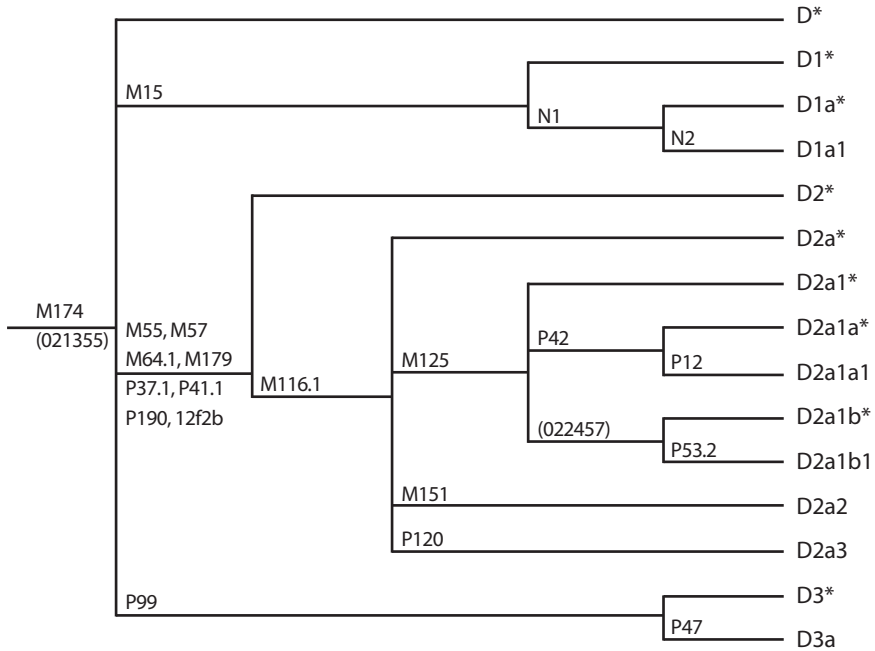 D*
D1*
M15
D1a*
N1
N2
D1a1
D2*
D2a*
D2a1*
M174
(021355)
M55, M57
M64.1, M179
P37.1, P41.1
P190, 12f2b
M116.1
M125
P42
D2a1a*
P12
D2a1a1
(022457)
D2a1b*
P53.2
D2a1b1
M151
D2a2
P120
D2a3
P99
D3*
P47
D3a